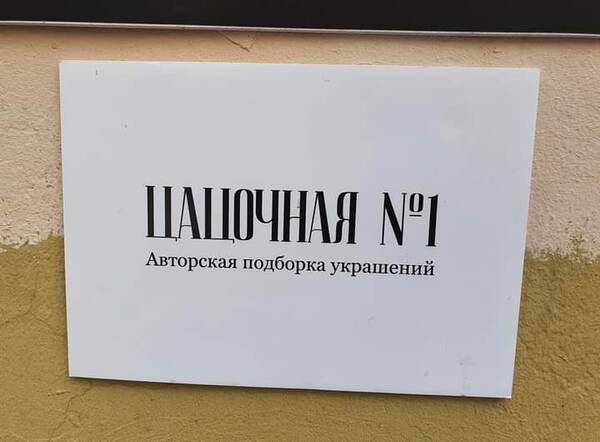 ЦАЦОЧНАЯ №1
Авторская подборка украшений